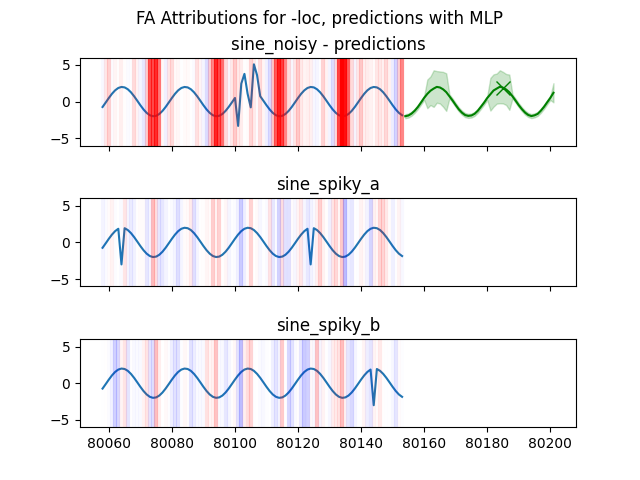 FA Attributions for -loc, predictions with MLP
sine_noisy - predictions
5
0
−5
sine_spiky_a
5
0
−5
sine_spiky_b
5
0
−5
80060 80080 80100 80120 80140 80160 80180 80200